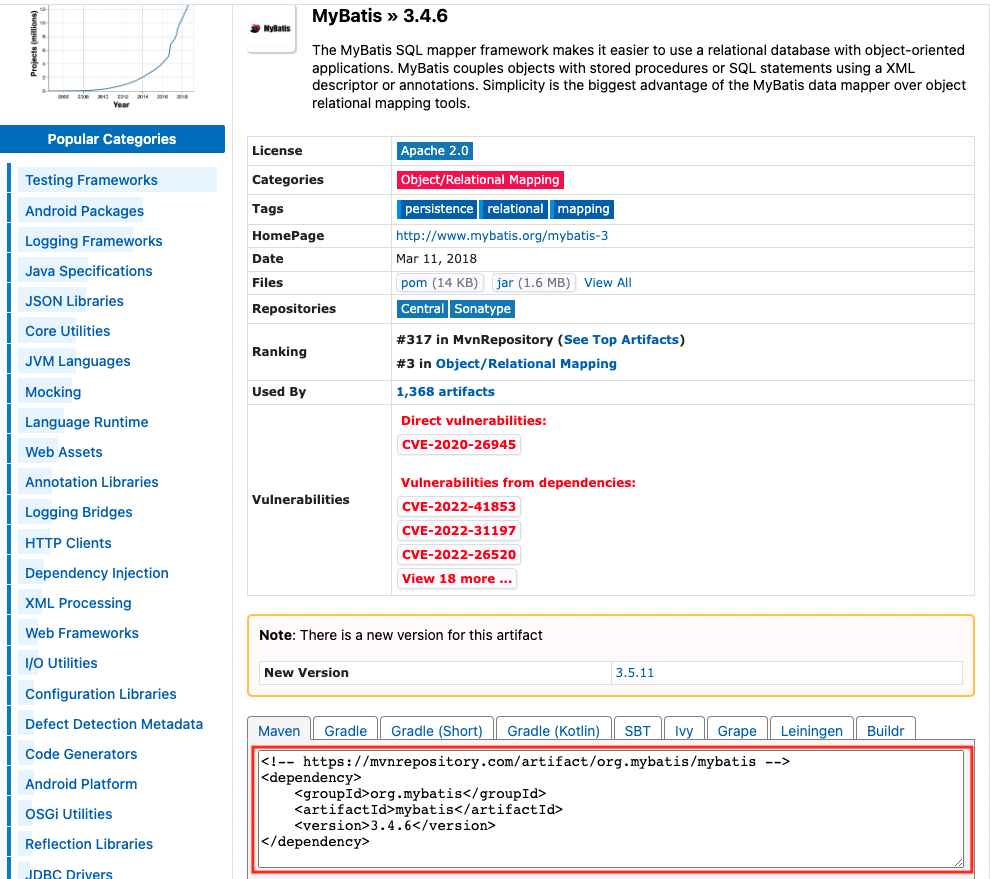 Projects (millions)
12
10
8
6
4
2
0
2006 2008 2010 2012 2014 2016 2018
Year
Popular Categories
Testing Frameworks
Android Packages
Logging Frameworks
Java Specifications
JSON Libraries
Core Utilities
JVM Languages
Mocking
Language Runtime
Web Assets
Annotation Libraries
Logging Bridges
HTTP Clients
Dependency Injection
XML Processing
Web Frameworks
I/O Utilities
Configuration Libraries
Defect Detection Metadata
Code Generators
Android Platform
OSGi Utilities
Reflection Libraries
JDBC Drivers
MyBatis
MyBatis » 3.4.6
The MyBatis SQL mapper framework makes it easier to use a relational database with object-oriented
applications. MyBatis couples objects with stored procedures or SQL statements using a XML
descriptor or annotations. Simplicity is the biggest advantage of the MyBatis data mapper over object
relational mapping tools.
License Apache 2.0
Categories Object/Relational Mapping
Tags persistence relational mapping
HomePage http://www.mybatis.org/mybatis-3
Date Mar 11, 2018
Files pom (14 KB) jar (1.6 MB) View All
Repositories Central Sonatype
Ranking #317 in MvnRepository (See Top Artifacts)
#3 in Object/Relational Mapping
Used By 1,368 artifacts
Vulnerabilities
Direct vulnerabilities:
CVE-2020-26945
Vulnerabilities from dependencies:
CVE-2022-41853
CVE-2022-31197
CVE-2022-26520
View 18 more ...
Note: There is a new version for this artifact
New Version 3.5.11
Maven Gradle Gradle (Short) Gradle (Kotlin) SBT Ivy Grape Leiningen Buildr
<!-- https://mvnrepository.com/artifact/org.mybatis/mybatis -->
<dependency>
    <groupId>org.mybatis</groupId>
    <artifactId>mybatis</artifactId>
    <version>3.4.6</version>
</dependency>